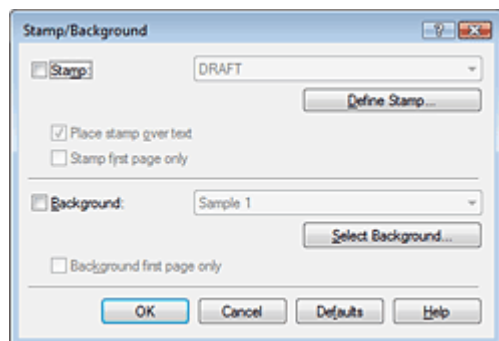 Stamp/Background
Stamp: DRAFT
Define Stamp...
Place stamp over text
Stamp first page only
Background: Sample 1
Select Background...
Background first page only
OK Cancel Defaults Help